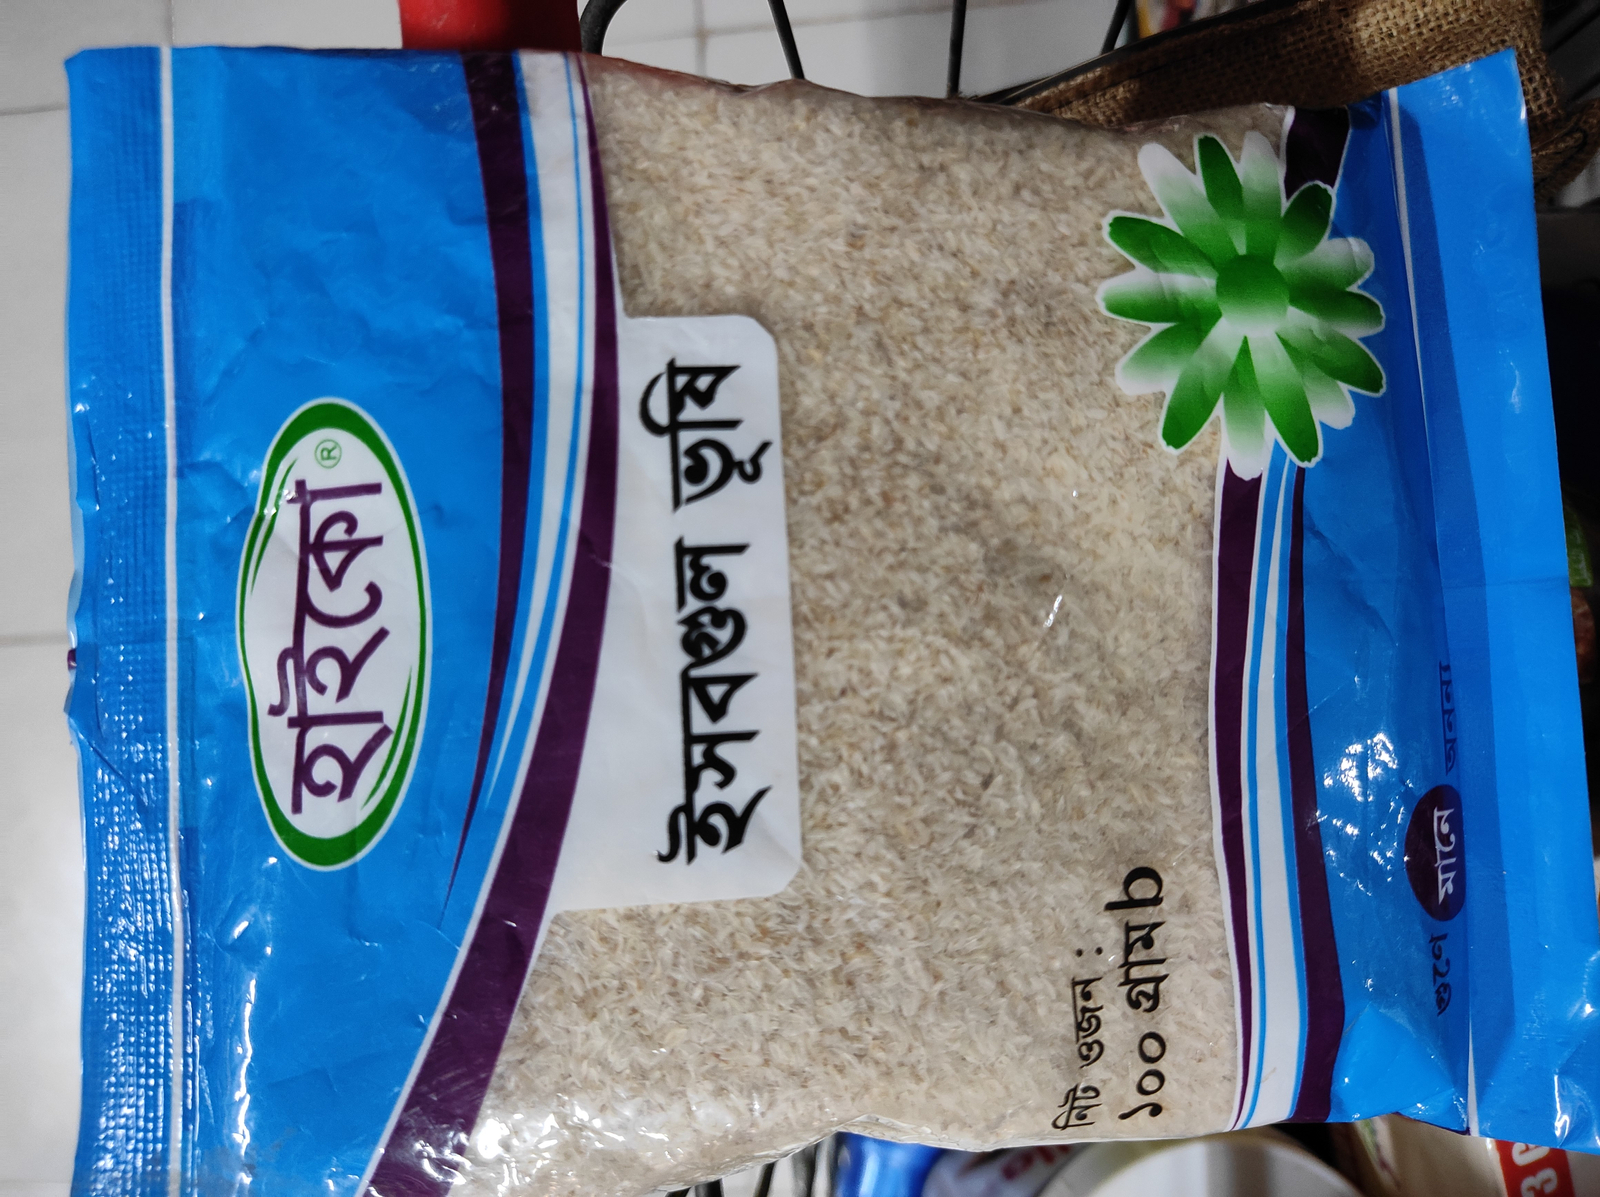 হাইকো®
ইসবগুল ভূষি
নিট ওজন :
১০০ গ্রাম b
গুণে মানে অনন্য